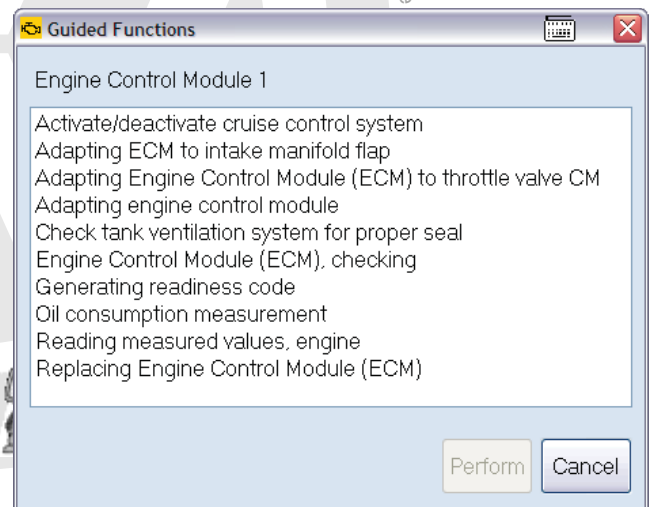 Guided Functions
Engine Control Module 1
Activate/deactivate cruise control system
Adapting ECM to intake manifold flap
Adapting Engine Control Module (ECM) to throttle valve CM
Adapting engine control module
Check tank ventilation system for proper seal
Engine Control Module (ECM), checking
Generating readiness code
Oil consumption measurement
Reading measured values, engine
Replacing Engine Control Module (ECM)
Perform Cancel